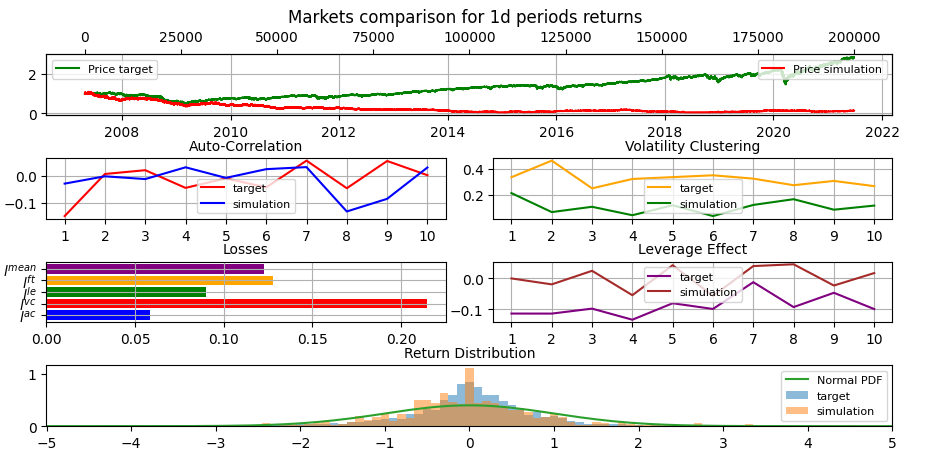 Markets comparison for 1d periods returns
0 25000 50000 75000 100000 125000 150000 175000 200000
Price target
Price simulation
2
0
2008 2010 2012 2014 2016 2018 2020 2022
Auto-Correlation
0.0
−0.1
target
simulation
1 2 3 4 5 6 7 8 9 10
Volatility Clustering
0.4
0.2
target
simulation
1 2 3 4 5 6 7 8 9 10
Losses
l^mean
l^ft
l^le
l^vc
l^ac
0.00 0.05 0.10 0.15 0.20
Leverage Effect
0.0
−0.1
target
simulation
1 2 3 4 5 6 7 8 9 10
Return Distribution
1
0
Normal PDF
target
simulation
−5 −4 −3 −2 −1 0 1 2 3 4 5